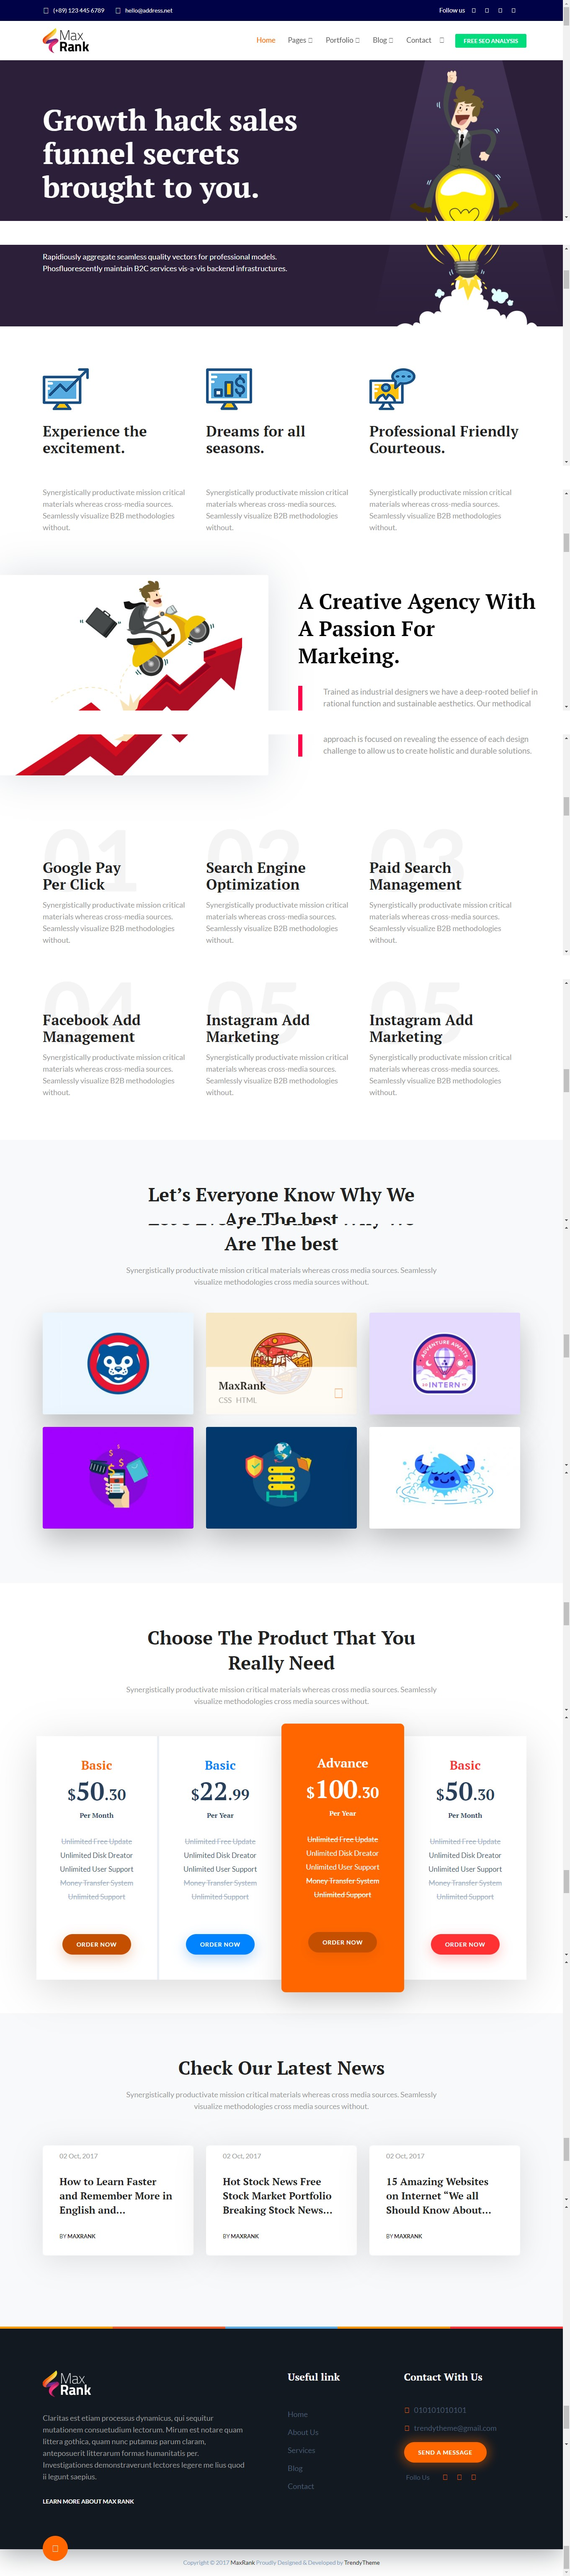 (+89) 123 445 6789 hello@address.net Follow us
Max
Rank
Home Pages Portfolio Blog Contact FREE SEO ANALYSIS
Growth hack sales
funnel secrets
brought to you.
Rapidiously aggregate seamless quality vectors for professional models.
Phosfluorescently maintain B2C services vis-a-vis backend infrastructures.
Experience the
excitement.
Synergistically productivate mission critical
materials whereas cross-media sources.
Seamlessly visualize B2B methodologies
without.
Dreams for all
seasons.
Synergistically productivate mission critical
materials whereas cross-media sources.
Seamlessly visualize B2B methodologies
without.
Professional Friendly
Courteous.
Synergistically productivate mission critical
materials whereas cross-media sources.
Seamlessly visualize B2B methodologies
without.
A Creative Agency With
A Passion For
Markeing.
Trained as industrial designers we have a deep-rooted belief in
rational function and sustainable aesthetics. Our methodical
approach is focused on revealing the essence of each design
challenge to allow us to create holistic and durable solutions.
01
Google Pay
Per Click
Synergistically productivate mission critical
materials whereas cross-media sources.
Seamlessly visualize B2B methodologies
without.
02
Search Engine
Optimization
Synergistically productivate mission critical
materials whereas cross-media sources.
Seamlessly visualize B2B methodologies
without.
03
Paid Search
Management
Synergistically productivate mission critical
materials whereas cross-media sources.
Seamlessly visualize B2B methodologies
without.
04
Facebook Add
Management
Synergistically productivate mission critical
materials whereas cross-media sources.
Seamlessly visualize B2B methodologies
without.
05
Instagram Add
Marketing
Synergistically productivate mission critical
materials whereas cross-media sources.
Seamlessly visualize B2B methodologies
without.
05
Instagram Add
Marketing
Synergistically productivate mission critical
materials whereas cross-media sources.
Seamlessly visualize B2B methodologies
without.
Let's Everyone Know Why We
Are The best
Are The best
Synergistically productivate mission critical materials whereas cross media sources. Seamlessly
visualize methodologies cross media sources without.
MaxRank
CSS HTML
ADVENTURE AWAITS
INTERN
Choose The Product That You
Really Need
Synergistically productivate mission critical materials whereas cross media sources. Seamlessly
visualize methodologies cross media sources without.
Basic
$50.30
Per Month
Unlimited Free Update
Unlimited Disk Dreator
Unlimited User Support
Money Transfer System
Unlimited Support
ORDER NOW
Basic
$22.99
Per Year
Unlimited Free Update
Unlimited Disk Dreator
Unlimited User Support
Money Transfer System
Unlimited Support
ORDER NOW
Advance
$100.30
Per Year
Unlimited Free Update
Unlimited Disk Dreator
Unlimited User Support
Money Transfer System
Unlimited Support
ORDER NOW
Basic
$50.30
Per Month
Unlimited Free Update
Unlimited Disk Dreator
Unlimited User Support
Money Transfer System
Unlimited Support
ORDER NOW
Check Our Latest News
Synergistically productivate mission critical materials whereas cross media sources. Seamlessly
visualize methodologies cross media sources without.
02 Oct, 2017
How to Learn Faster
and Remember More in
English and...
BY MAXRANK
02 Oct, 2017
Hot Stock News Free
Stock Market Portfolio
Breaking Stock News...
BY MAXRANK
02 Oct, 2017
15 Amazing Websites
on Internet “We all
Should Know About...
BY MAXRANK
Max
Rank
Claritas est etiam processus dynamicus, qui sequitur
mutationem consuetudium lectorum. Mirum est notare quam
littera gothica, quam nunc putamus parum claram,
anteposuerit litterarum formas humanitatis per.
Investigationes demonstraverunt lectores legere me lius quod
ii legunt saepius.
LEARN MORE ABOUT MAX RANK
Useful link
Home
About Us
Services
Blog
Contact
Contact With Us
010101010101
trendytheme@gmail.com
SEND A MESSAGE
Follo Us
Copyright © 2017 MaxRank Proudly Designed & Developed by TrendyTheme